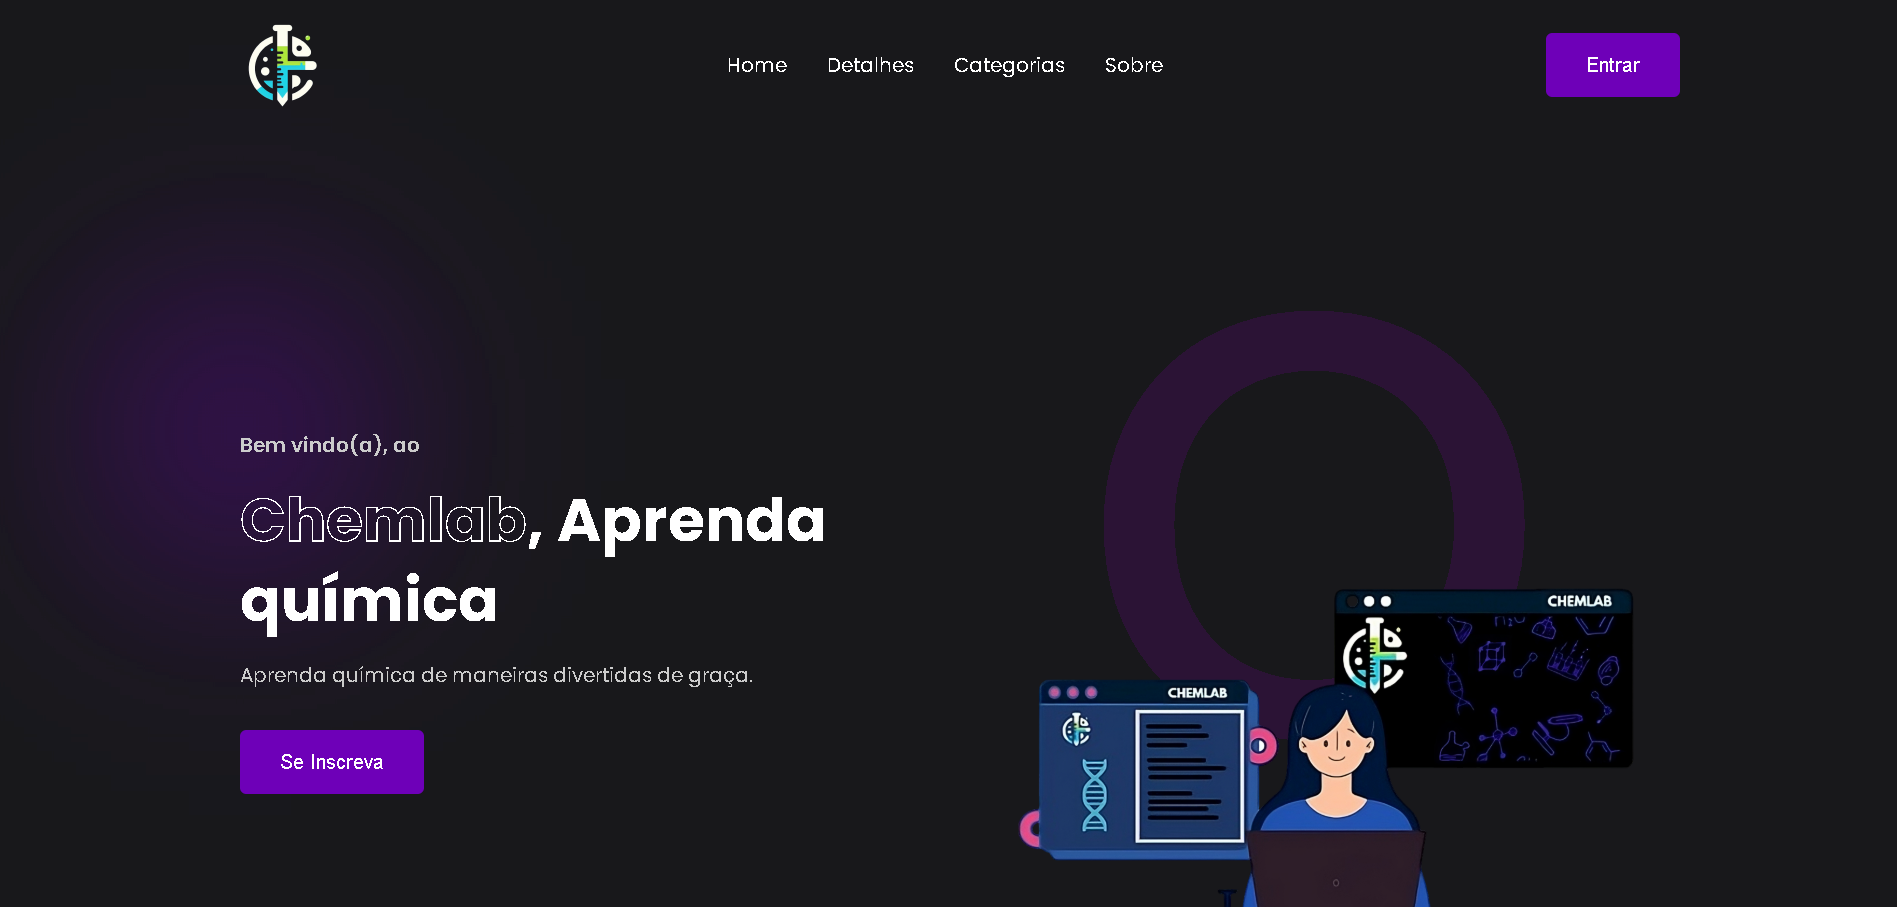 Home Detalhes Categorias Sobre Entrar
Bem vindo(a), ao
Chemlab, Aprenda
química
Aprenda química de maneiras divertidas de graça.
Se Inscreva
CHEMLAB
H₂O
CHEMLAB